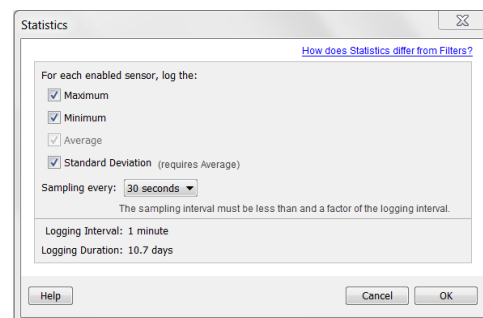 Statistics
How does Statistics differ from Filters?
For each enabled sensor, log the:
Maximum
Minimum
Average
Standard Deviation (requires Average)
Sampling every: 30 seconds
The sampling interval must be less than and a factor of the logging interval.
Logging Interval: 1 minute
Logging Duration: 10.7 days
Help Cancel OK